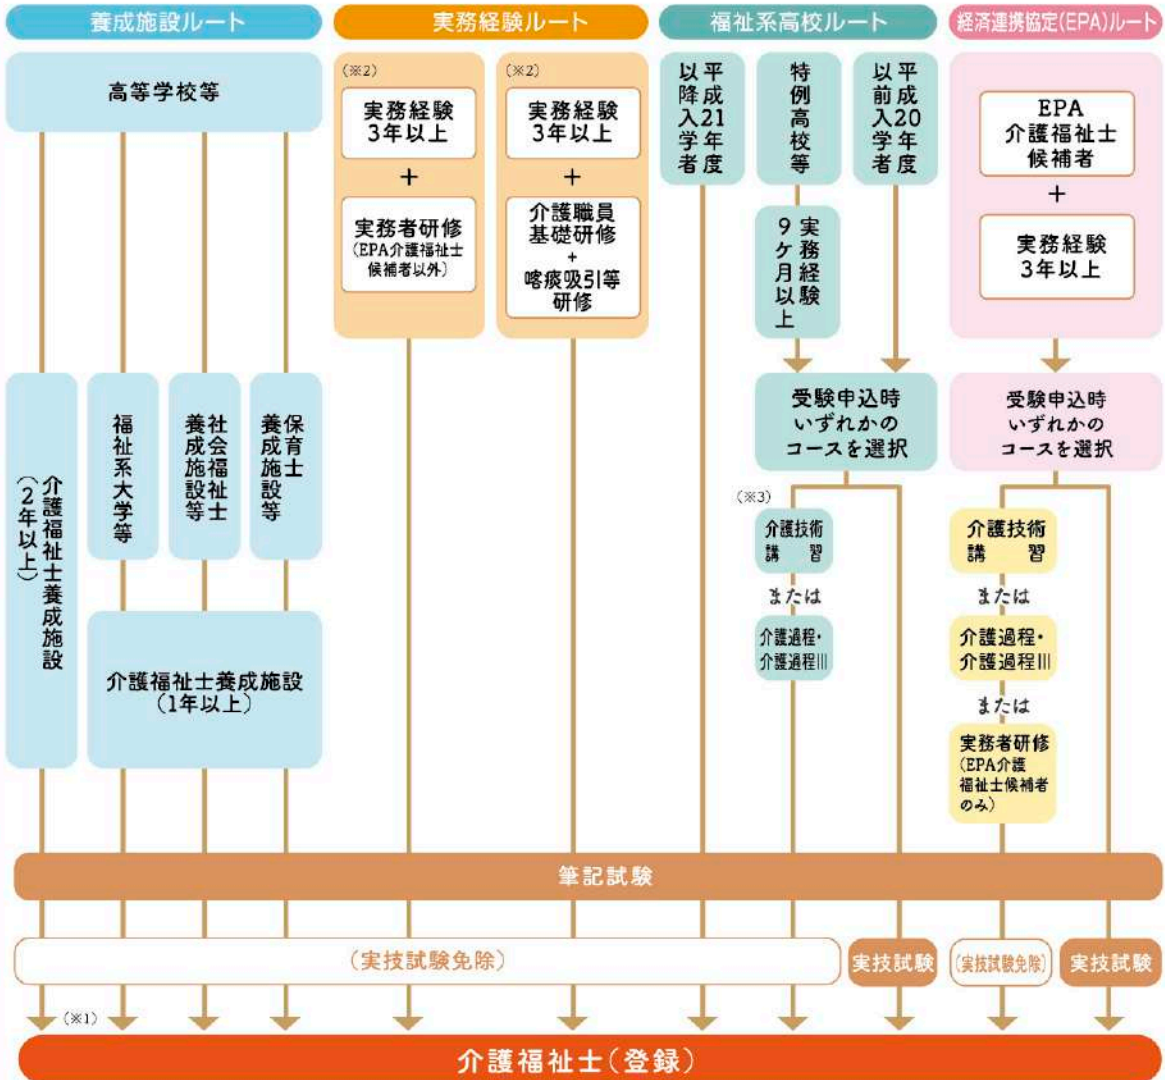 養成施設ルート
実務経験ルート
福祉系高校ルート
経済連携協定(EPA)ルート
高等学校等
介護福祉士養成施設
(2年以上)
福祉系大学等
社会福祉士
養成施設等
保育士
養成施設等
介護福祉士養成施設
(1年以上)
(※2)
実務経験
3年以上
+
実務者研修
(EPA介護福祉士
候補者以外)
(※2)
実務経験
3年以上
+
介護職員
基礎研修
+
喀痰吸引等
研修
平成21年度
以降入学者
特例高校等
実務経験
9ヶ月以上
平成20年度
以前入学者
受験申込時
いずれかの
コースを選択
(※3)
介護技術
講習
または
介護過程・
介護過程III
EPA
介護福祉士
候補者
+
実務経験
3年以上
受験申込時
いずれかの
コースを選択
介護技術
講習
または
介護過程・
介護過程III
または
実務者研修
(EPA介護
福祉士候補者
のみ)
筆記試験
(実技試験免除)
実技試験
(実技試験免除)
実技試験
(※1)
介護福祉士(登録)